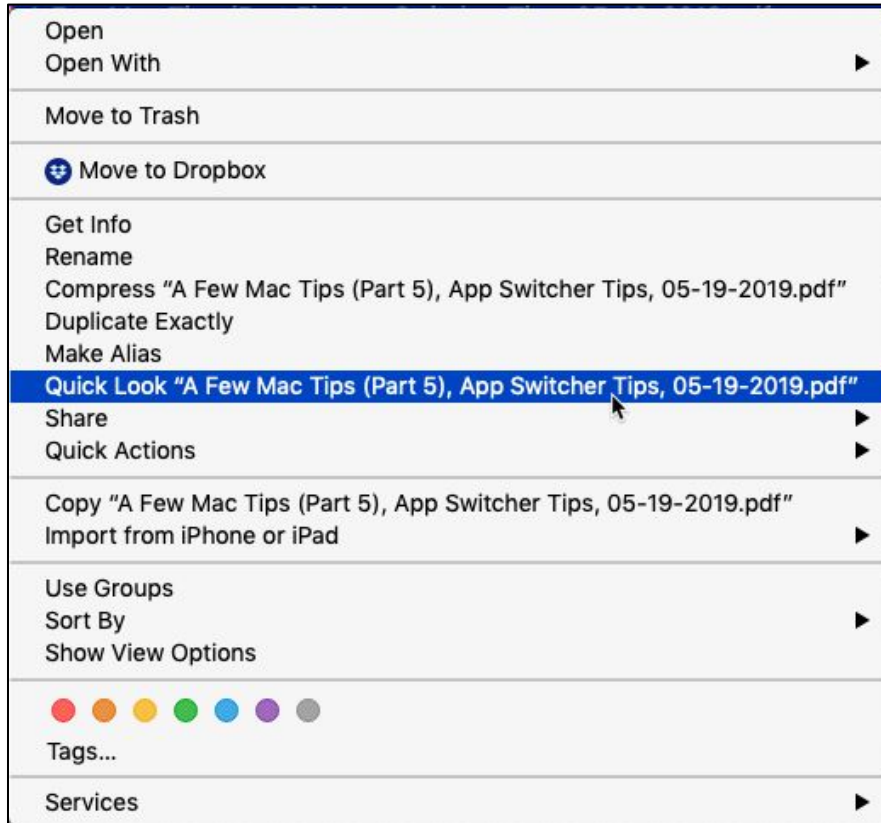 Open
Open With
Move to Trash
Move to Dropbox
Get Info
Rename
Compress “A Few Mac Tips (Part 5), App Switcher Tips, 05-19-2019.pdf”
Duplicate Exactly
Make Alias
Quick Look “A Few Mac Tips (Part 5), App Switcher Tips, 05-19-2019.pdf”
Share
Quick Actions
Copy “A Few Mac Tips (Part 5), App Switcher Tips, 05-19-2019.pdf”
Import from iPhone or iPad
Use Groups
Sort By
Show View Options
Tags...
Services